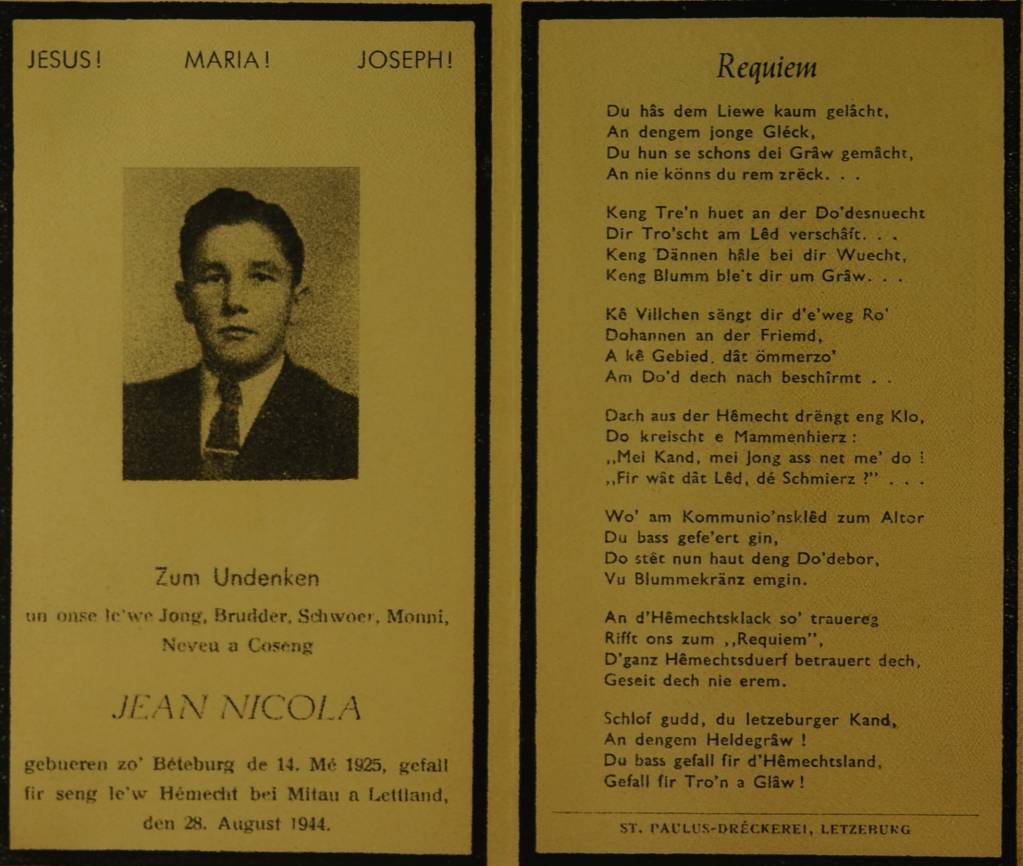 JESUS! MARIA! JOSEPH!
Zum Undenken
un onse le'we Jong, Brudder, Schwoer, Monni,
Neveu a Coseng
JEAN NICOLA
gebueren zo' Béteburg de 14. Mé 1925, gefall
fir seng le'w Hémecht bei Mitau a Lettland,
den 28. August 1944.
Requiem
Du hâs dem Liewe kaum gelâcht,
An dengem jonge Gléck,
Du hun se schons dei Grâw gemâcht,
An nie könns du rem zrëck. . .
Keng Tre'n huet an der Do'desnuecht
Dir Tro'scht am Lêd verschâft. . .
Keng Dännen hâle bei dir Wuecht,
Keng Blumm ble't dir um Grâw. . .
Kê Villchen sëngt dir d'e'weg Ro'
Dohannen an der Friemd,
A kê Gebied, dât ömmerzo'
Am Do'd dech nach beschîrmt . .
Dach aus der Hêmecht drëngt eng Klo,
Do kreischt e Mammenhierz :
,,Mei Kand, mei Jong ass net me' do !
,,Fir wât dât Lêd, dé Schmierz ?" . . .
Wo' am Kommunio'nsklêd zum Altor
Du bass gefe'ert gin,
Do stêt nun haut deng Do'debor,
Vu Blummekränz emgin.
An d'Hêmechtsklack so' trauereg
Rifft ons zum ,,Requiem",
D'ganz Hêmechtsduerf betrauert dech,
Geseit dech nie erem.
Schlof gudd, du letzeburger Kand,
An dengem Heldegrâw !
Du bass gefall fir d'Hêmechtsland,
Gefall fir Tro'n a Glâw !
ST. PAULUS-DRÉCKEREI, LETZEBURG